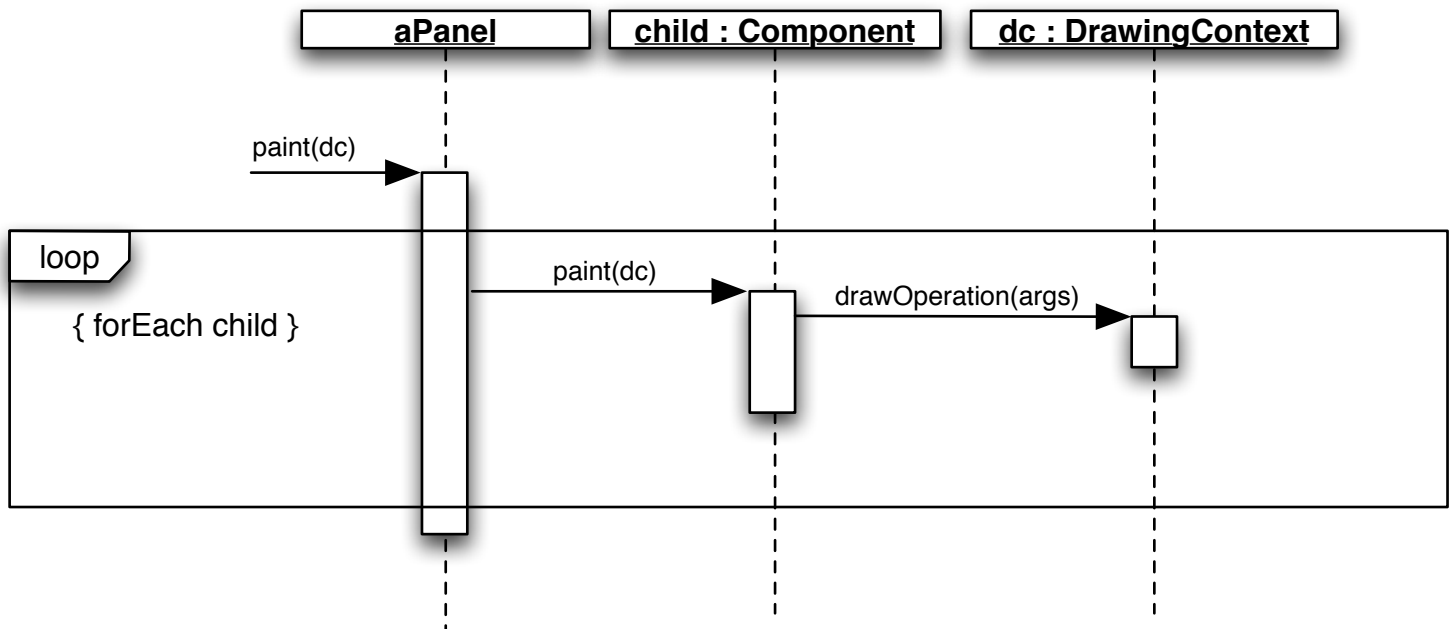 aPanel
child : Component
dc : DrawingContext
paint(dc)
loop
paint(dc)
drawOperation(args)
{ forEach child }